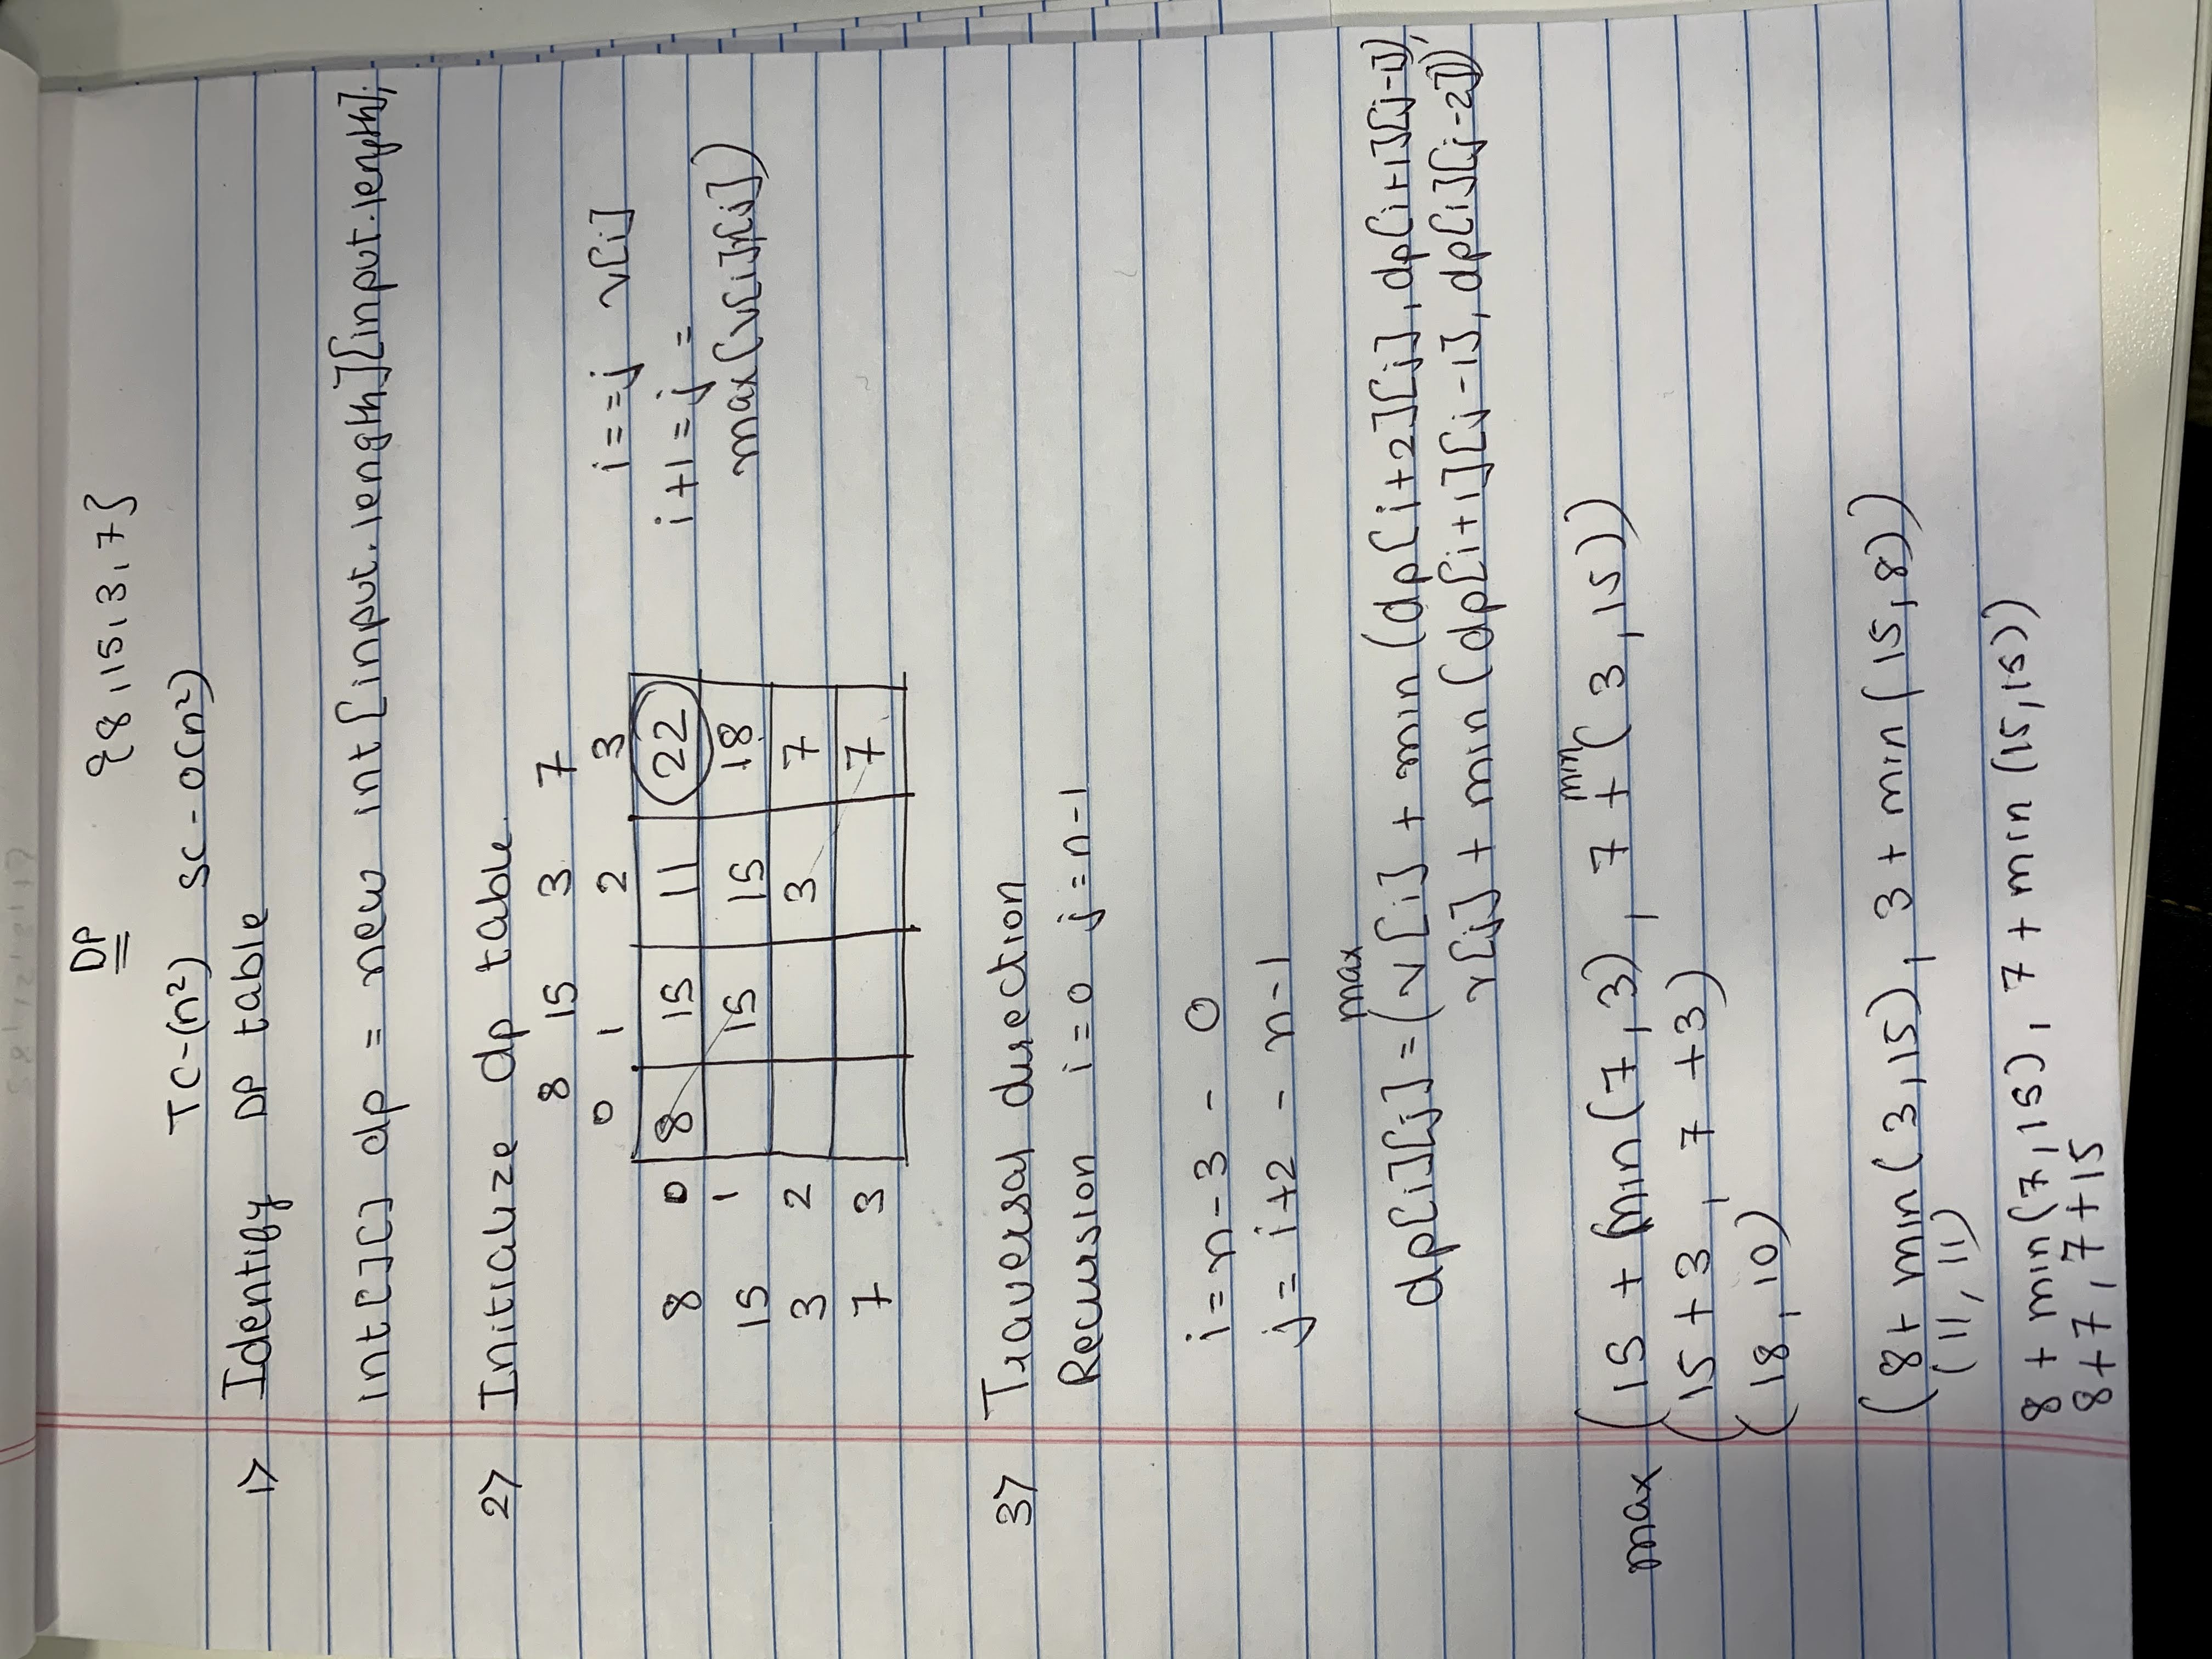 DP {8,15,3,7}
TC-(n²) SC-O(n²)
1> Identify DP table
int[][] dp = new int[input.length][input.length];
2> Initialize dp table.
8 15 3 7
0 1 2 3 i==j v[i]
8 0 8 15 11 22 i+1=j =
15 1 15 15 18 max(v[i],v[j])
3 2 3 7
7 3 7
3> Traversal direction
Recursion i=0 j=n-1
i=n-3 - 0
j= i+2 - n-1
max
dp[i][j]=(v[i] + min(dp[i+2][j], dp[i+1][j-1]),
v[j] + min(dp[i+1][j-1], dp[i][j-2]))
min
max (15 + min(7,3), 7 + (3,15))
(15+3, 7+3)
(18,10)
(8+ min(3,15), 3+min(15,8))
(11,11)
8+min(7,15), 7+min(15,15))
8+7, 7+15